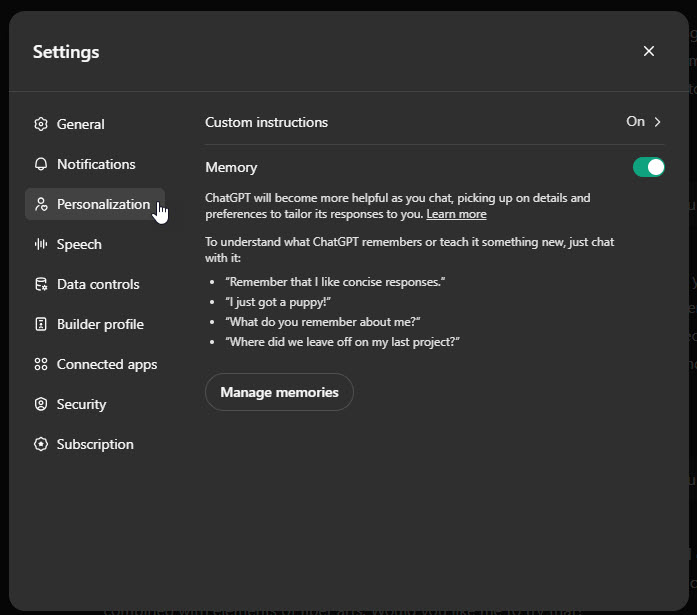 Settings
General
Notifications
Personalization
Speech
Data controls
Builder profile
Connected apps
Security
Subscription
Custom instructions
On
Memory
ChatGPT will become more helpful as you chat, picking up on details and
preferences to tailor its responses to you. Learn more
To understand what ChatGPT remembers or teach it something new, just chat
with it:
• “Remember that I like concise responses.”
• “I just got a puppy!”
• “What do you remember about me?”
• “Where did we leave off on my last project?”
Manage memories